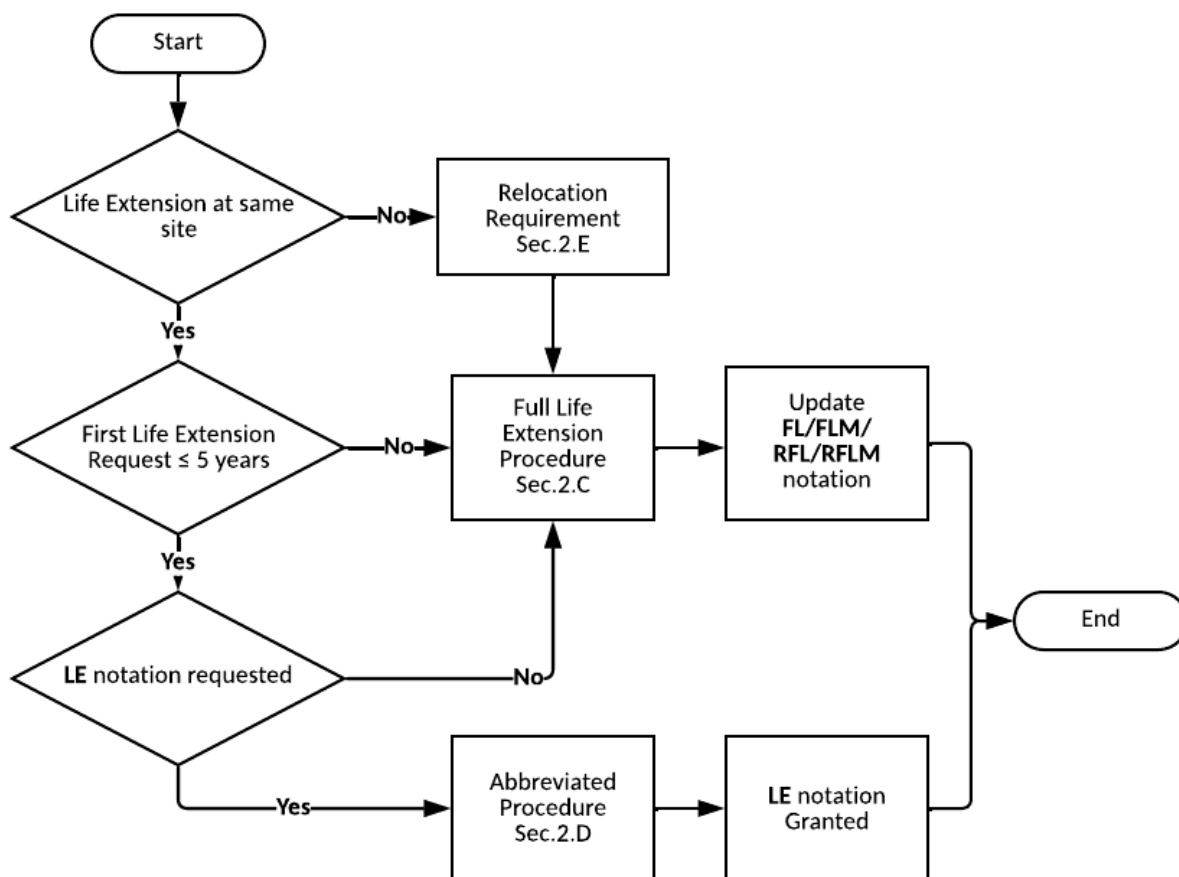 Start
Life Extension at same
site
No
Relocation
Requirement
Sec.2.E
Yes
First Life Extension
Request ≤ 5 years
No
Full Life
Extension
Procedure
Sec.2.C
Update
FL/FLM/
RFL/RFLM
notation
Yes
LE notation requested
No
End
Yes
Abbreviated
Procedure
Sec.2.D
LE notation
Granted